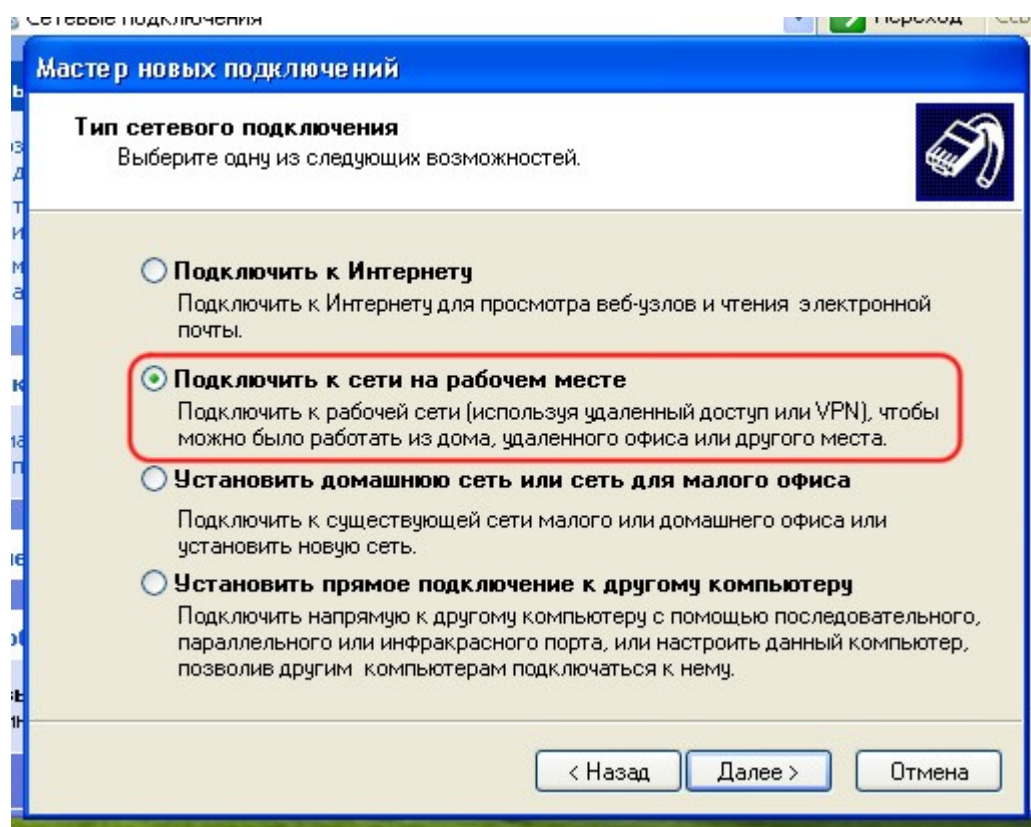 Сетевые подключения
Переход
Мастер новых подключений
Тип сетевого подключения
Выберите одну из следующих возможностей.
Подключить к Интернету
Подключить к Интернету для просмотра веб-узлов и чтения электронной
почты.
Подключить к сети на рабочем месте
Подключить к рабочей сети (используя удаленный доступ или VPN), чтобы
можно было работать из дома, удаленного офиса или другого места.
Установить домашнюю сеть или сеть для малого офиса
Подключить к существующей сети малого или домашнего офиса или
установить новую сеть.
Установить прямое подключение к другому компьютеру
Подключить напрямую к другому компьютеру с помощью последовательного,
параллельного или инфракрасного порта, или настроить данный компьютер,
позволив другим компьютерам подключаться к нему.
< Назад Далее > Отмена